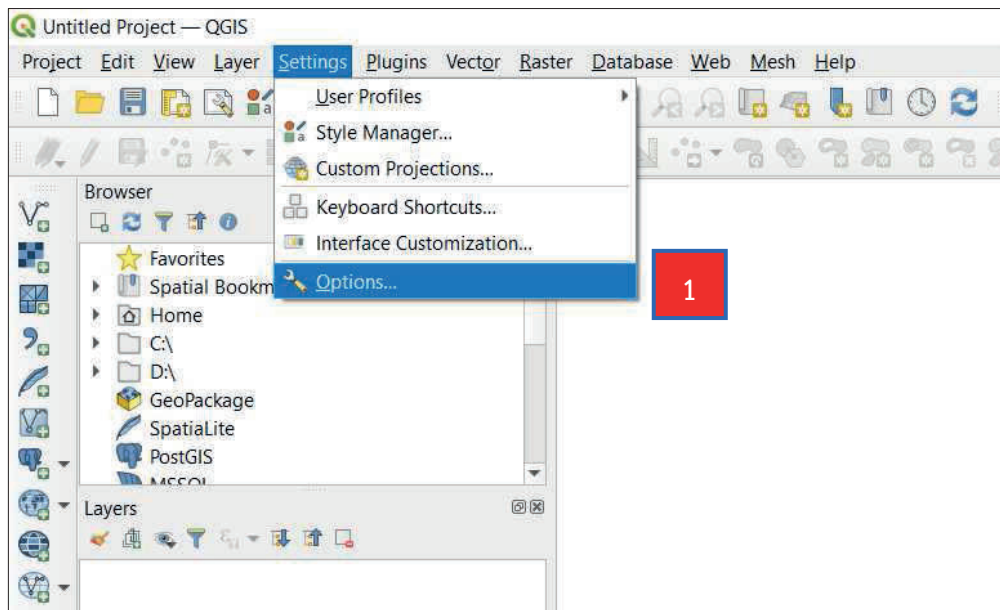 Untitled Project — QGIS
Project Edit View Layer Settings Plugins Vector Raster Database Web Mesh Help
User Profiles
Style Manager...
Custom Projections...
Keyboard Shortcuts...
Interface Customization...
Options...
1
Browser
Favorites
Spatial Bookm
Home
C:\
D:\
GeoPackage
SpatiaLite
PostGIS
MSSQL
Layers